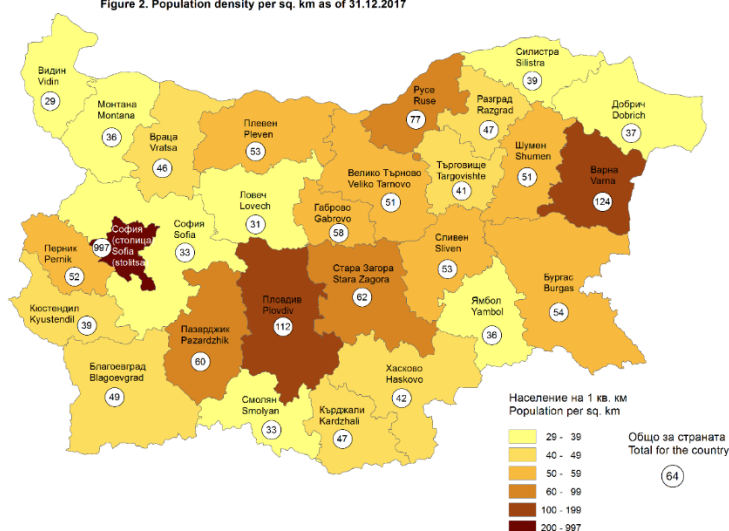 Figure 2. Population density per sq. km as of 31.12.2017
Видин
Vidin
29
Монтана
Montana
36
Враца
Vratsa
46
Плевен
Pleven
53
Русе
Ruse
77
Силистра
Silistra
39
Разград
Razgrad
47
Добрич
Dobrich
37
Шумен
Shumen
51
Варна
Varna
124
Търговище
Targovishte
41
Велико Търново
Veliko Tarnovo
51
Ловеч
Lovech
31
Габрово
Gabrovo
58
София
(столица)
Sofia
(stolitsa
997
София
Sofia
33
Перник
Pernik
52
Кюстендил
Kyustendil
39
Благоевград
Blagoevgrad
49
Пазарджик
Pazardzhik
60
Пловдив
Plovdiv
112
Стара Загора
Stara Zagora
62
Сливен
Sliven
53
Ямбол
Yambol
36
Бургас
Burgas
54
Хасково
Haskovo
42
Смолян
Smolyan
33
Кърджали
Kardzhali
47
Население на 1 кв. км
Population per sq. km
29 - 39
40 - 49
50 - 59
60 - 99
100 - 199
200 - 997
Общо за страната
Total for the country
64